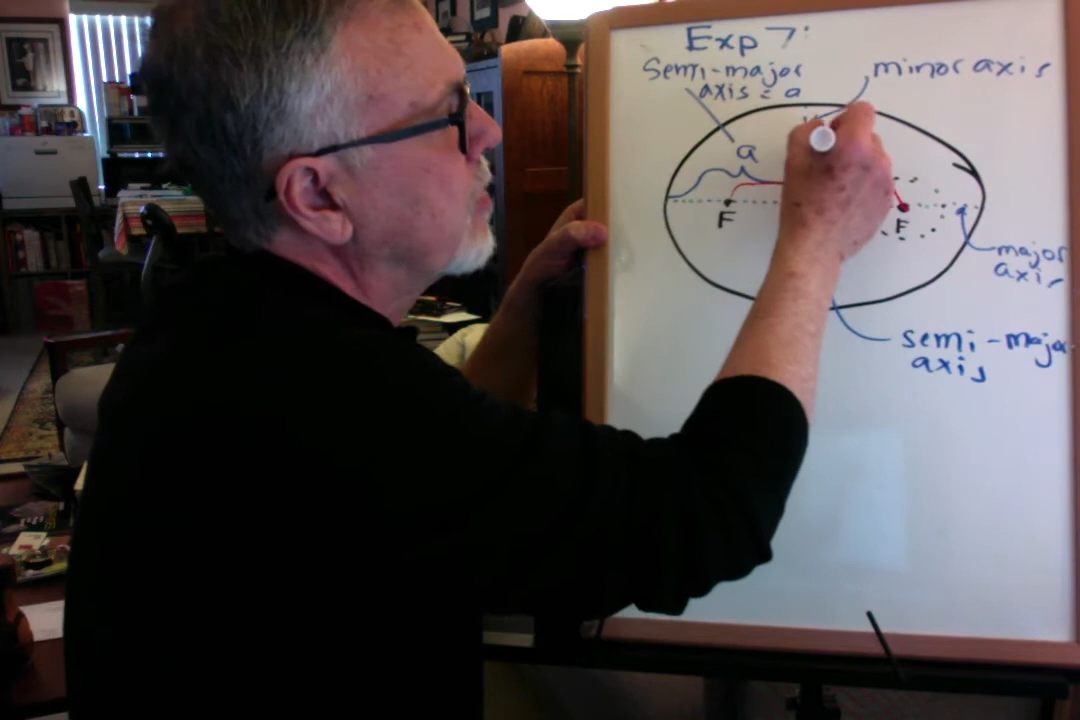 Exp 7:
Semi-major
axis = a
minor axis
a
F
F
major
axis
semi-major
axis